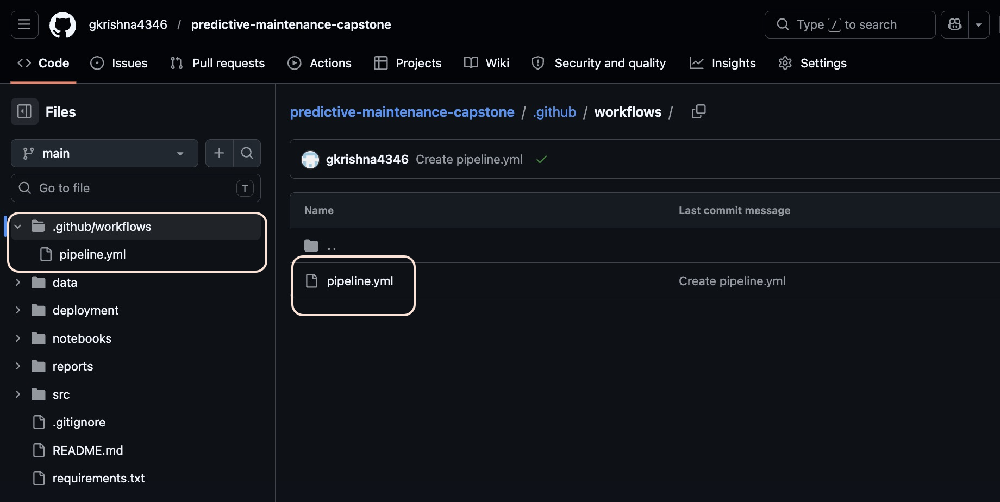 gkrishna4346 / predictive-maintenance-capstone
Type / to search
Code Issues Pull requests Actions Projects Wiki Security and quality Insights Settings
Files
main
Go to file T
.github/workflows
pipeline.yml
data
deployment
notebooks
reports
src
.gitignore
README.md
requirements.txt
predictive-maintenance-capstone / .github / workflows /
gkrishna4346 Create pipeline.yml
Name Last commit message
..
pipeline.yml Create pipeline.yml